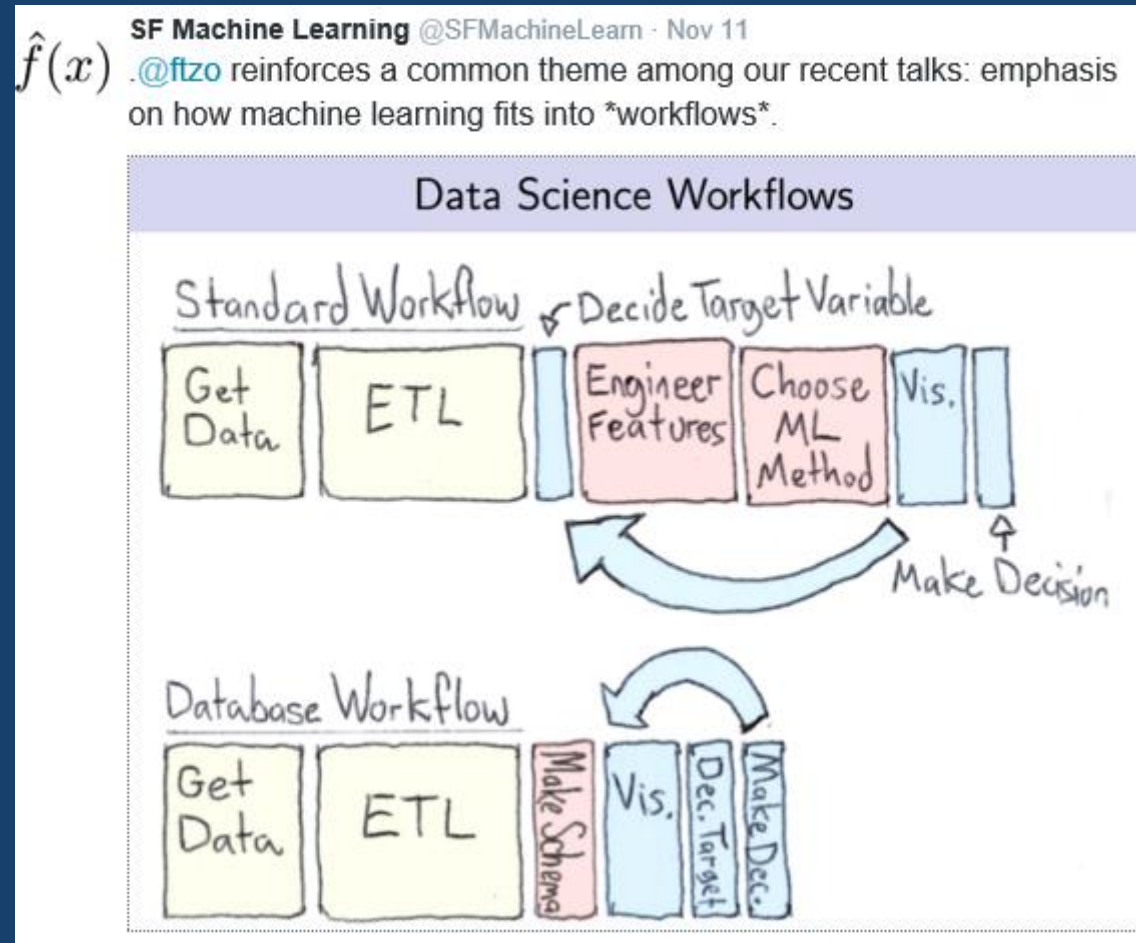 SF Machine Learning @SFMachineLearn · Nov 11
f̂(x)
.@ftzo reinforces a common theme among our recent talks: emphasis
on how machine learning fits into *workflows*.
Data Science Workflows
Standard Workflow
Decide Target Variable
Get
Data
ETL
Engineer
Features
Choose
ML
Method
Vis.
Make Decision
Database Workflow
Get
Data
ETL
Make Schema
Vis.
Dec. Target
Make Dec.